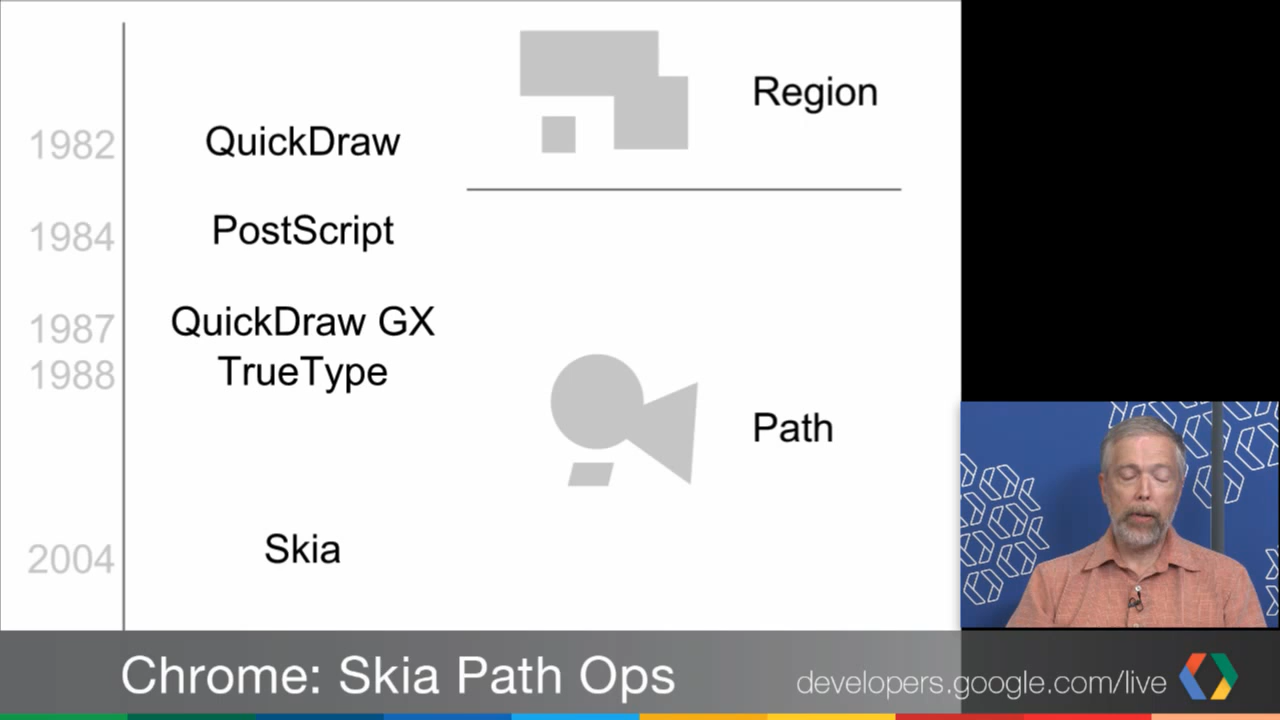 Region
1982 QuickDraw
1984 PostScript
1987 QuickDraw GX
1988 TrueType
Path
2004 Skia
Chrome: Skia Path Ops
developers.google.com/live